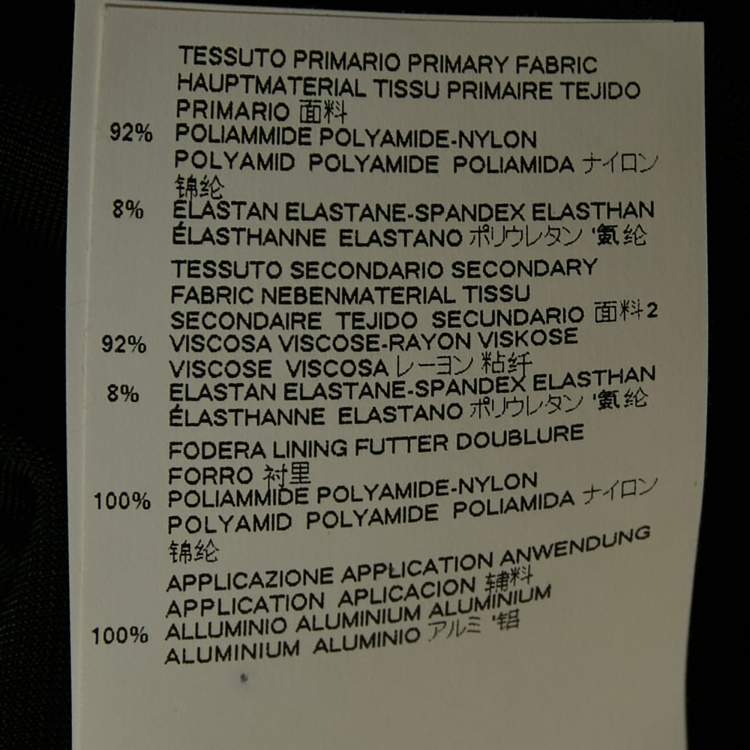 TESSUTO PRIMARIO PRIMARY FABRIC
HAUPTMATERIAL TISSU PRIMAIRE TEJIDO
PRIMARIO 面料
92% POLIAMMIDE POLYAMIDE-NYLON
POLYAMID POLYAMIDE POLIAMIDA ナイロン
锦纶
8% ELASTAN ELASTANE-SPANDEX ELASTHAN
ÉLASTHANNE ELASTANO ポリウレタン '氨纶
TESSUTO SECONDARIO SECONDARY
FABRIC NEBENMATERIAL TISSU
SECONDAIRE TEJIDO SECUNDARIO 面料2
92% VISCOSA VISCOSE-RAYON VISKOSE
VISCOSE VISCOSA レーヨン 粘纤
8% ELASTAN ELASTANE-SPANDEX ELASTHAN
ÉLASTHANNE ELASTANO ポリウレタン '氨纶
FODERA LINING FUTTER DOUBLURE
FORRO 衬里
100% POLIAMMIDE POLYAMIDE-NYLON
POLYAMID POLYAMIDE POLIAMIDA ナイロン
锦纶
APPLICAZIONE APPLICATION ANWENDUNG
APPLICATION APLICACION 辅料
100% ALLUMINIO ALUMINIUM ALUMINIUM
ALUMINIUM ALUMINIO アルミ '铝